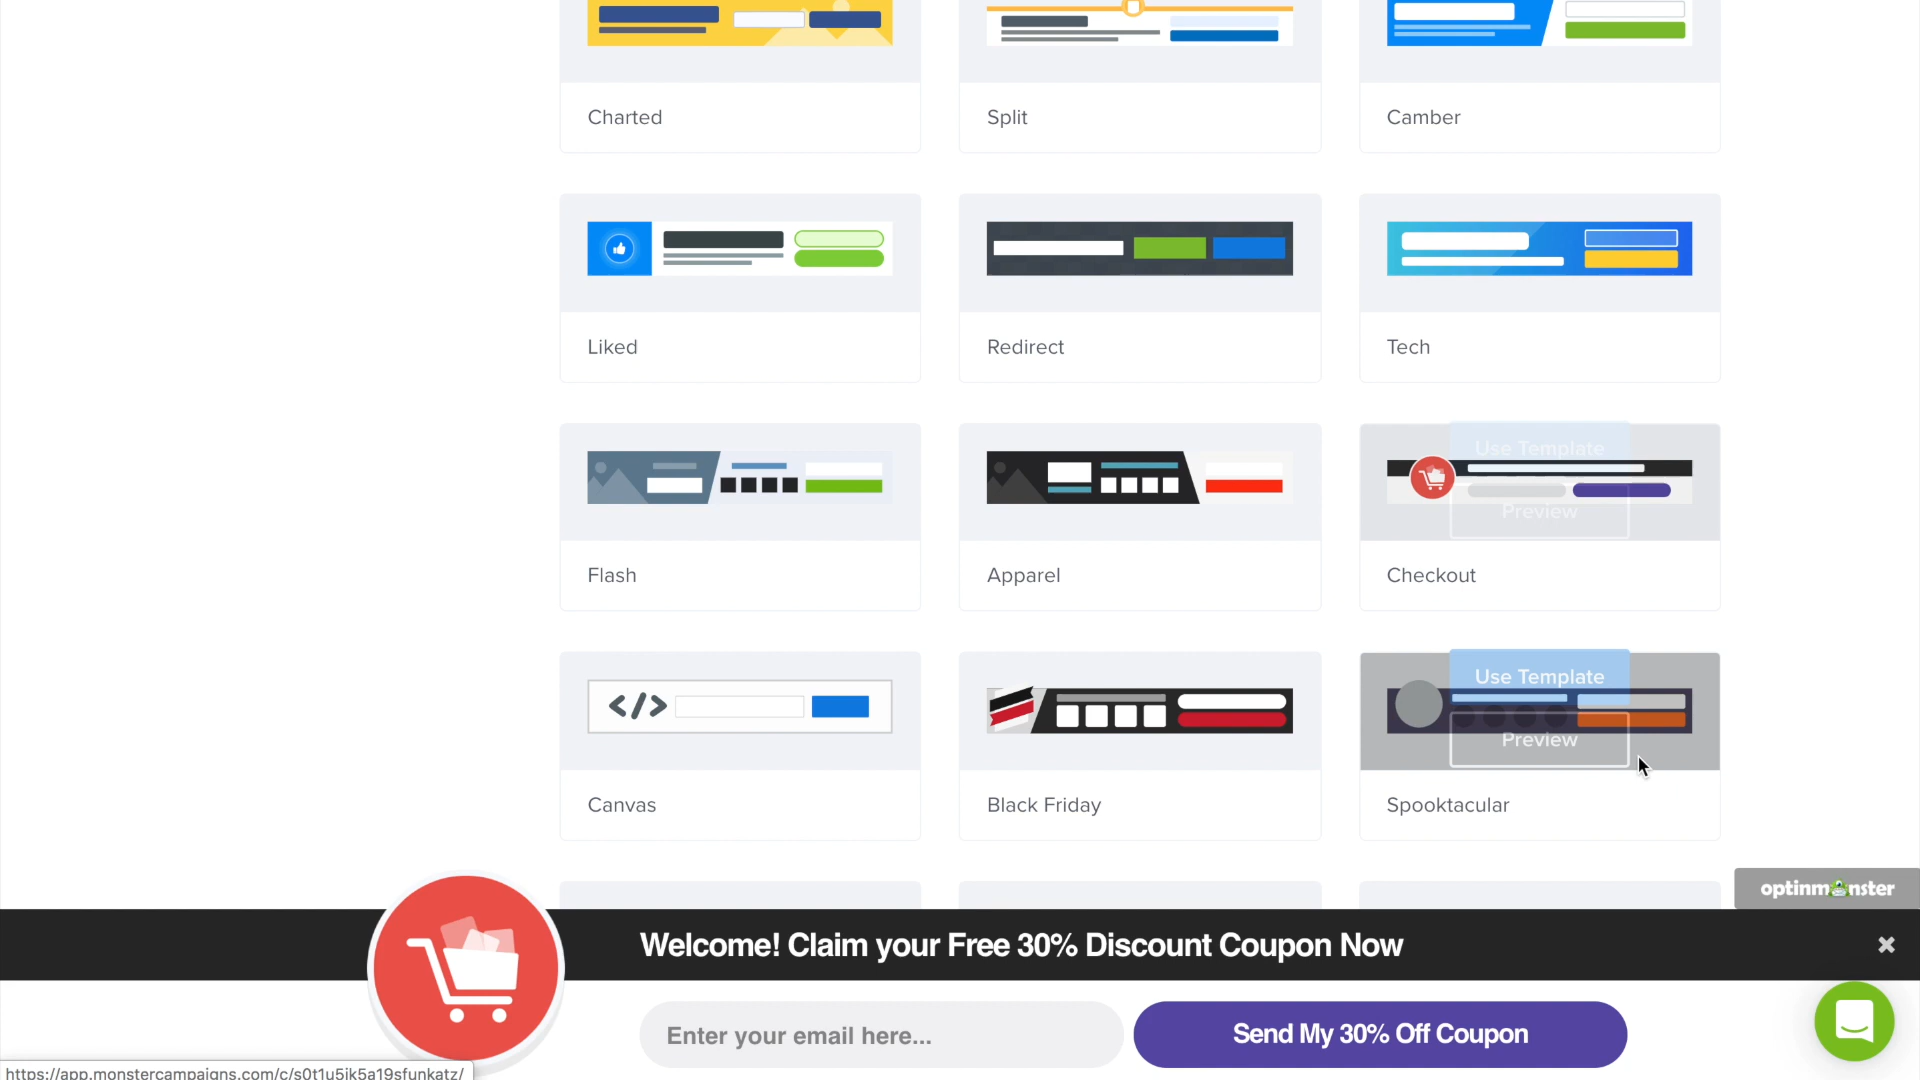 Charted
Split
Camber
Liked
Redirect
Tech
Use Template
Preview
Flash
Apparel
Checkout
Use Template
Preview
Canvas
Black Friday
Spooktacular
optinmonster
Welcome! Claim your Free 30% Discount Coupon Now
Enter your email here...
Send My 30% Off Coupon
https://app.monstercampaigns.com/c/s0t1u5jk5a19sfunkatz/